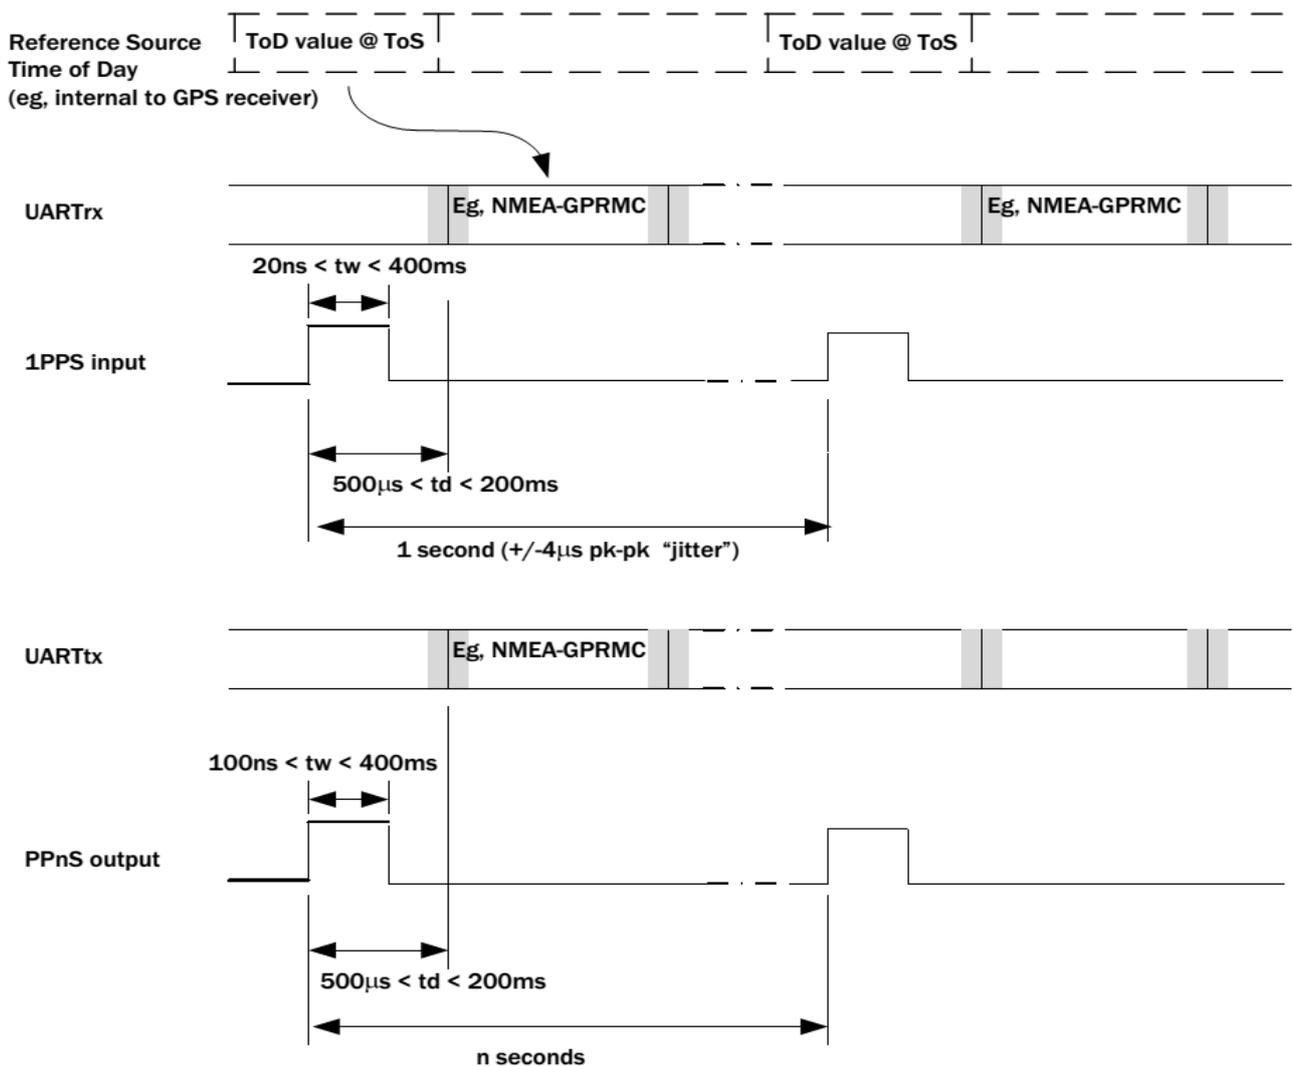 ToD value @ ToS
ToD value @ ToS
Reference Source
Time of Day
(eg, internal to GPS receiver)
UARTrx
Eg, NMEA-GPRMC
Eg, NMEA-GPRMC
20ns < tw < 400ms
1PPS input
500μs < td < 200ms
1 second (+/-4μs pk-pk “jitter”)
UARTtx
Eg, NMEA-GPRMC
100ns < tw < 400ms
PPnS output
500μs < td < 200ms
n seconds